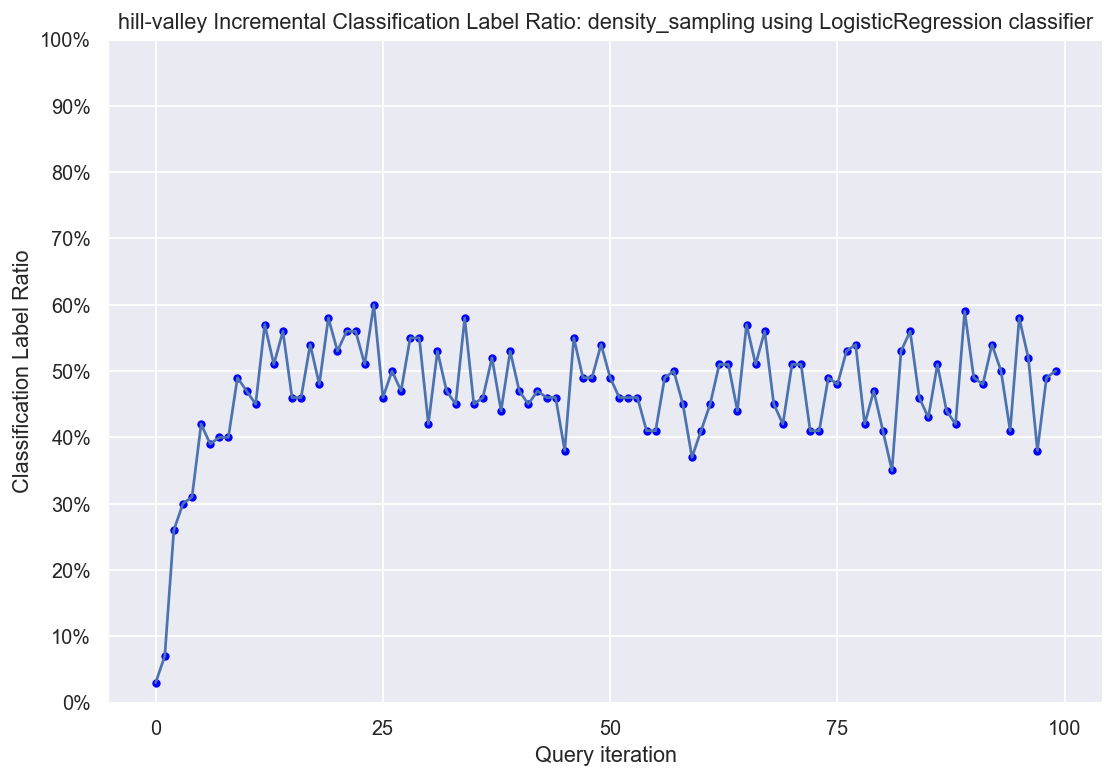 hill-valley Incremental Classification Label Ratio: density_sampling using LogisticRegression classifier
100%
90%
80%
70%
60%
50%
40%
30%
20%
10%
0%
Classification Label Ratio
0 25 50 75 100
Query iteration